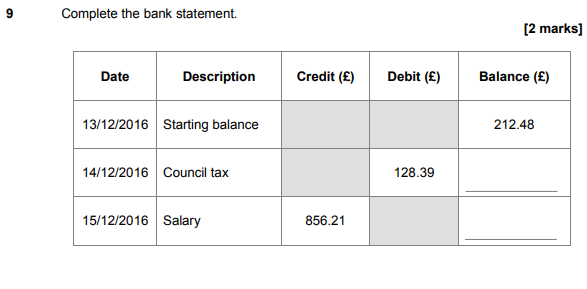 9 Complete the bank statement.
[2 marks]
Date Description Credit (£) Debit (£) Balance (£)
13/12/2016 Starting balance 212.48
14/12/2016 Council tax 128.39
15/12/2016 Salary 856.21